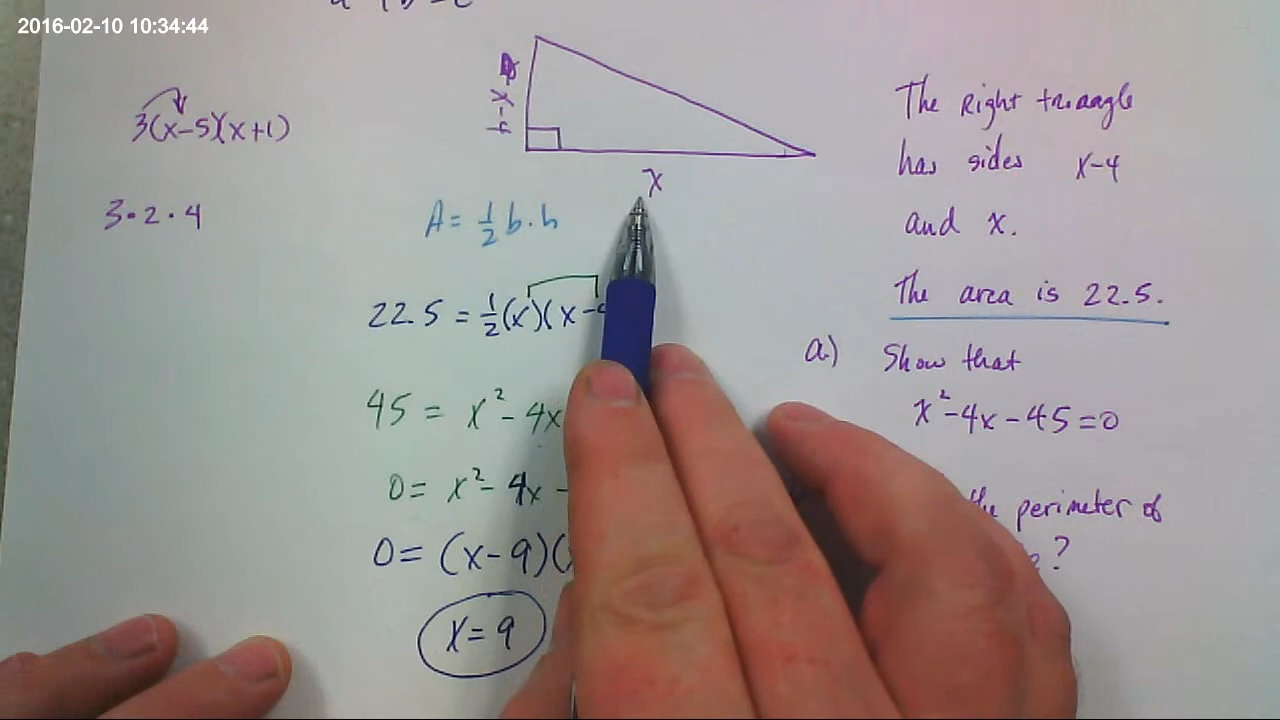 2016-02-10 10:34:44
3(x-5)(x+1)
3·2·4
x-4
x
A = 1/2 b·h
22.5 = 1/2(x)(x-
45 = x²- 4x
0 = x²- 4x -
0 = (x-9)(
x=9
The Right triangle
has sides x-4
and x.
The area is 22.5.
a) Show that
x²-4x-45=0
the perimeter of
?